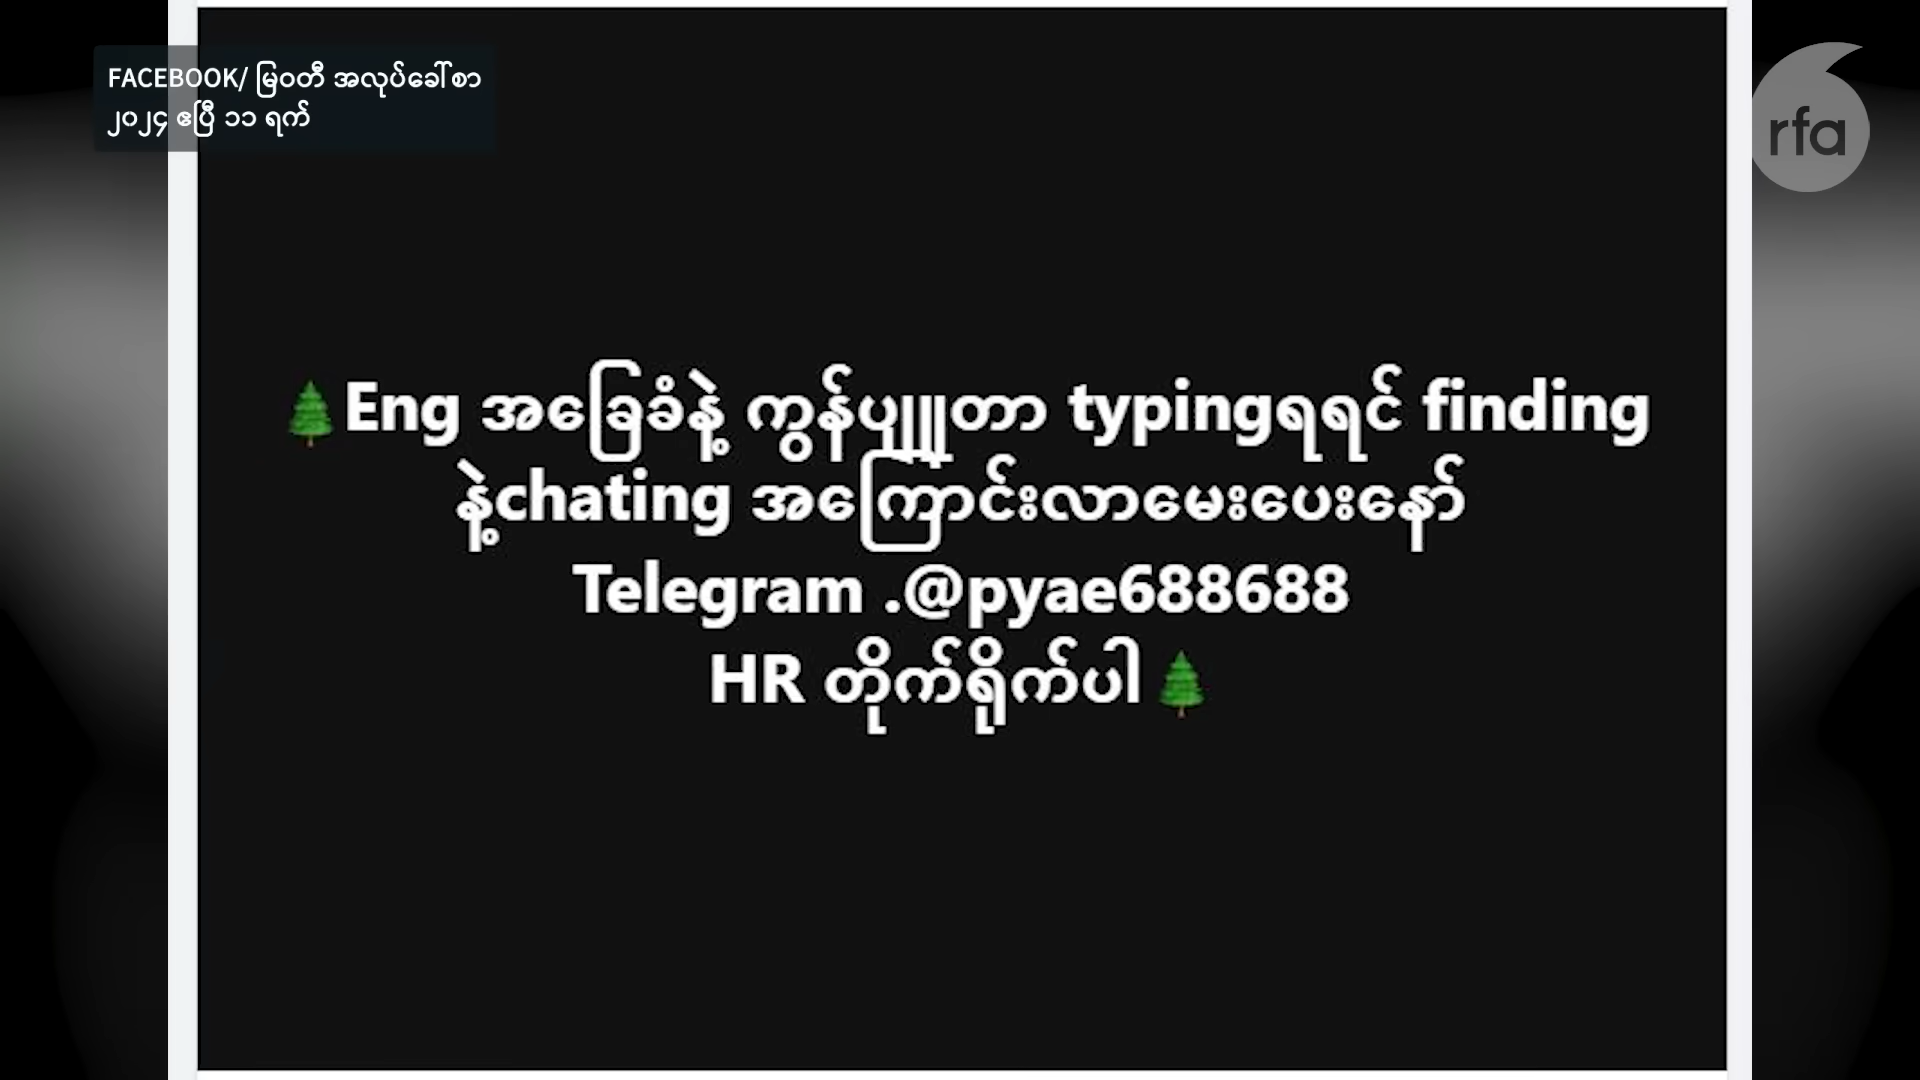 FACEBOOK/ မြဝတီ အလုပ်ခေါ်စာ
၂၀၂၄ ဧပြီ ၁၁ ရက်
rfa
🌲Eng အခြေခံနဲ့ ကွန်ပျူတာ typingရရင် finding
နဲ့chating အကြောင်းလာမေးပေးနော်
Telegram .@pyae688688
HR တိုက်ရိုက်ပါ🌲